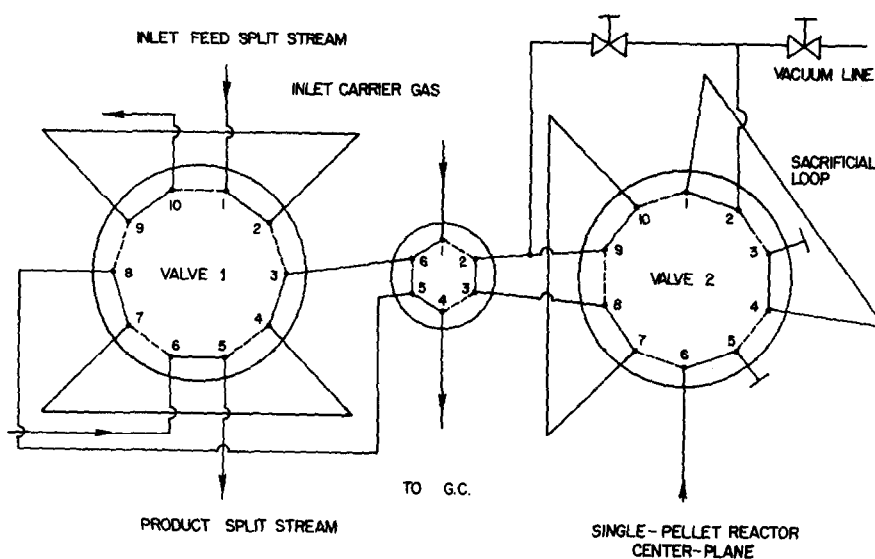 INLET FEED SPLIT STREAM
INLET CARRIER GAS
VACUUM LINE
SACRIFICIAL
LOOP
10
1
9
2
8
VALVE 1
3
7
4
6
5
1
6
2
5
3
4
10
1
2
9
3
VALVE 2
8
4
7
6
5
TO G.C.
PRODUCT SPLIT STREAM
SINGLE-PELLET REACTOR
CENTER-PLANE